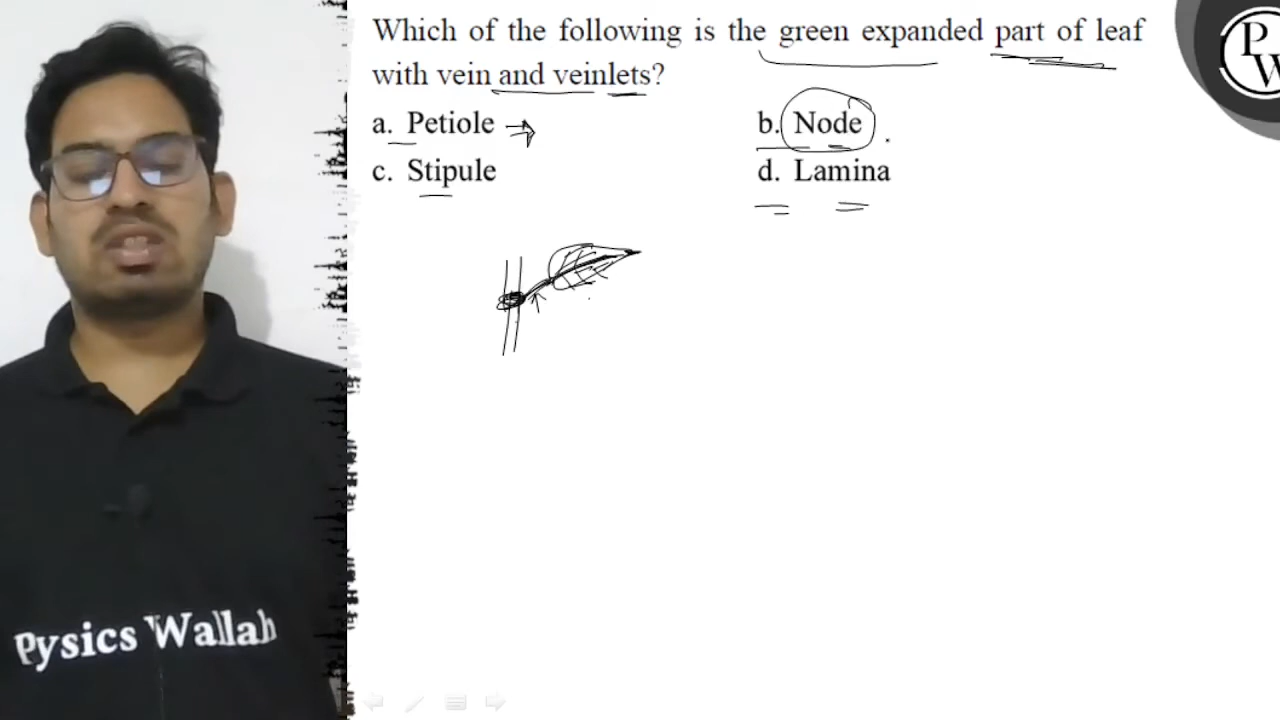 Which of the following is the green expanded part of leaf
with vein and veinlets?
a. Petiole
b. Node
c. Stipule
d. Lamina
Pysics Wallah
P
W